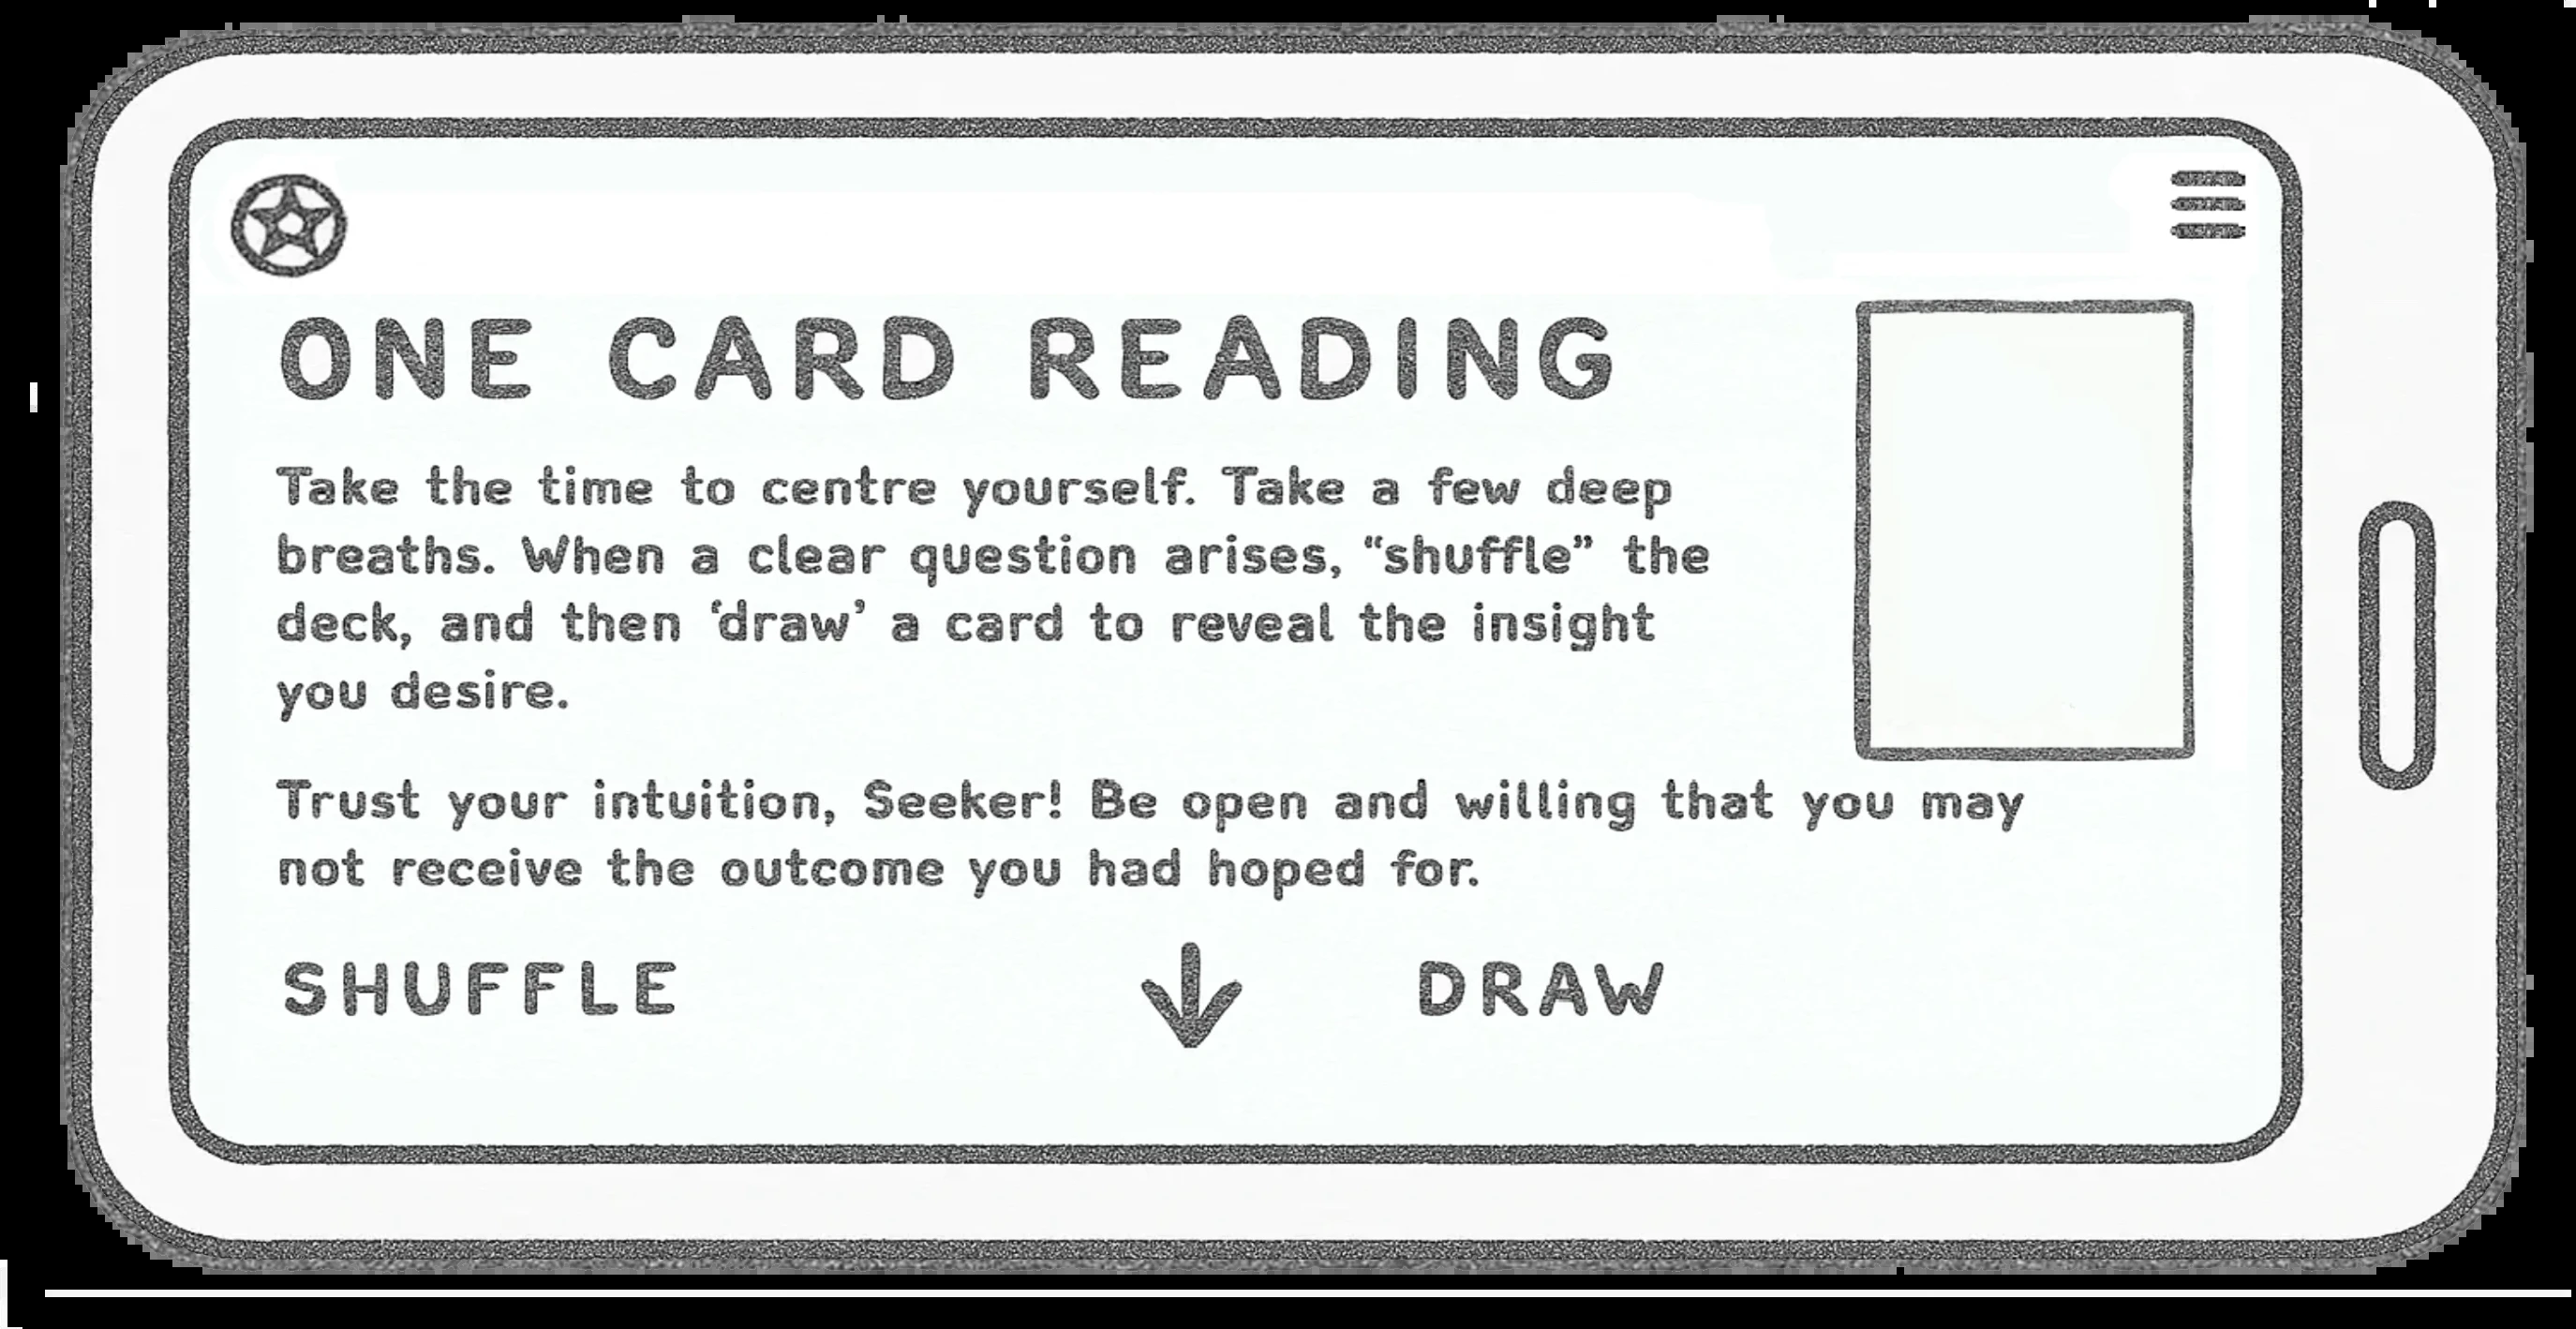 ONE CARD READING
Take the time to centre yourself. Take a few deep
breaths. When a clear question arises, “shuffle” the
deck, and then ‘draw’ a card to reveal the insight
you desire.
Trust your intuition, Seeker! Be open and willing that you may
not receive the outcome you had hoped for.
SHUFFLE
DRAW